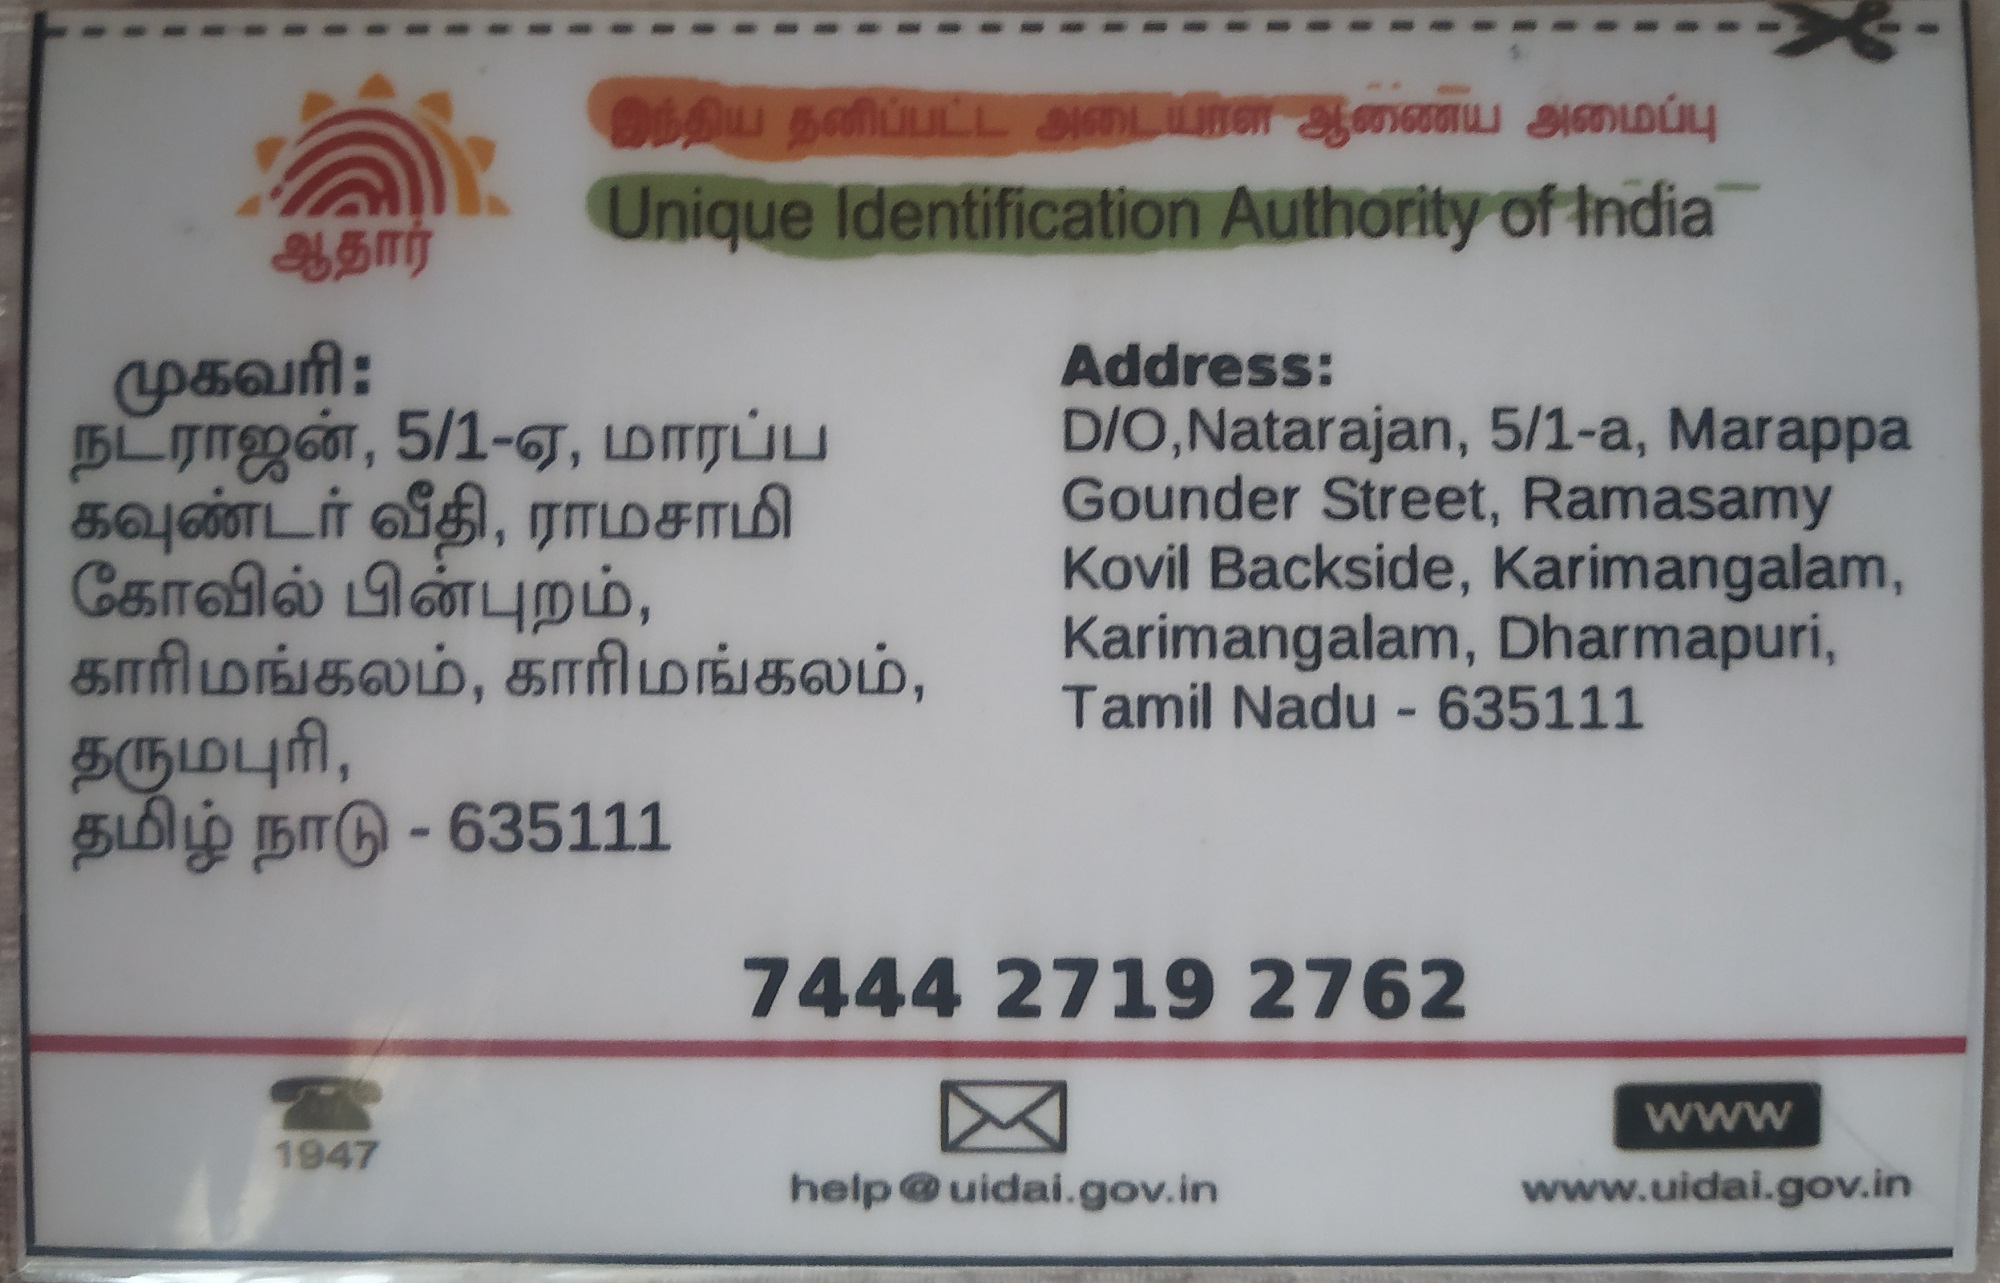 இந்திய தனிப்பட்ட அடையாள ஆணைய அமைப்பு
Unique Identification Authority of India
ஆதார்
முகவரி:
நடராஜன், 5/1-ஏ, மாரப்ப
கவுண்டர் வீதி, ராமசாமி
கோவில் பின்புறம்,
காரிமங்கலம், காரிமங்கலம்,
தருமபுரி,
தமிழ் நாடு - 635111
Address:
D/O,Natarajan, 5/1-a, Marappa
Gounder Street, Ramasamy
Kovil Backside, Karimangalam,
Karimangalam, Dharmapuri,
Tamil Nadu - 635111
7444 2719 2762
1947
help@uidai.gov.in
www
www.uidai.gov.in